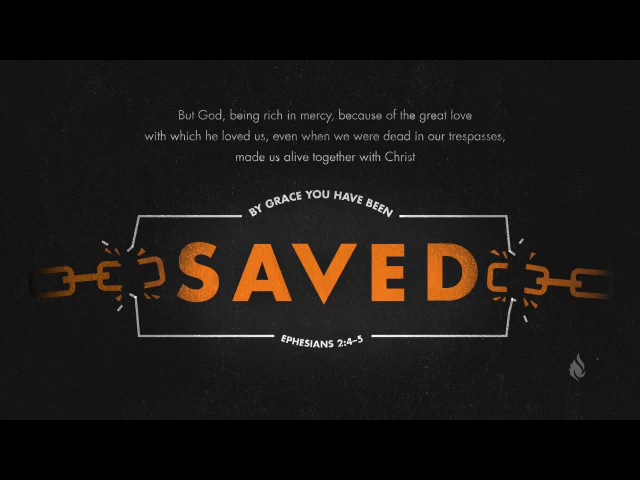 But God, being rich in mercy, because of the great love
with which he loved us, even when we were dead in our trespasses,
made us alive together with Christ
BY GRACE YOU HAVE BEEN
SAVED
EPHESIANS 2:4–5